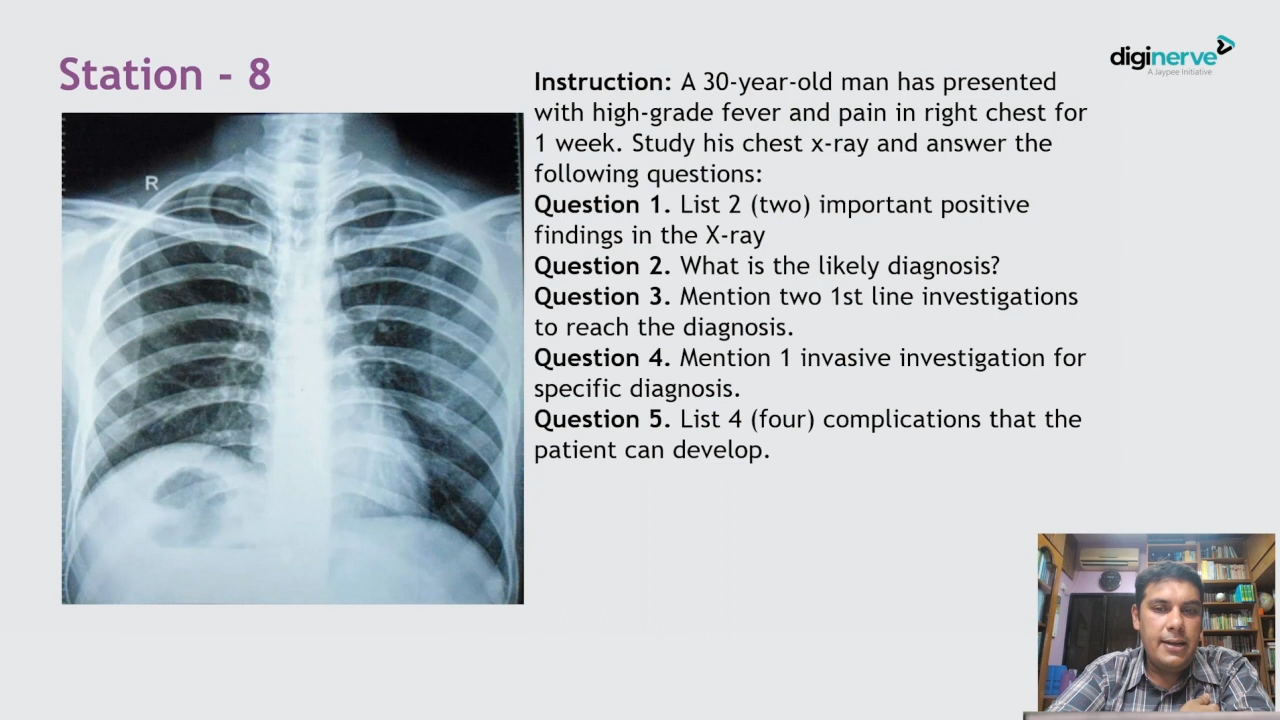 Station - 8
R
diginerve
A Jaypee Initiative
Instruction: A 30-year-old man has presented
with high-grade fever and pain in right chest for
1 week. Study his chest x-ray and answer the
following questions:
Question 1. List 2 (two) important positive
findings in the X-ray
Question 2. What is the likely diagnosis?
Question 3. Mention two 1st line investigations
to reach the diagnosis.
Question 4. Mention 1 invasive investigation for
specific diagnosis.
Question 5. List 4 (four) complications that the
patient can develop.